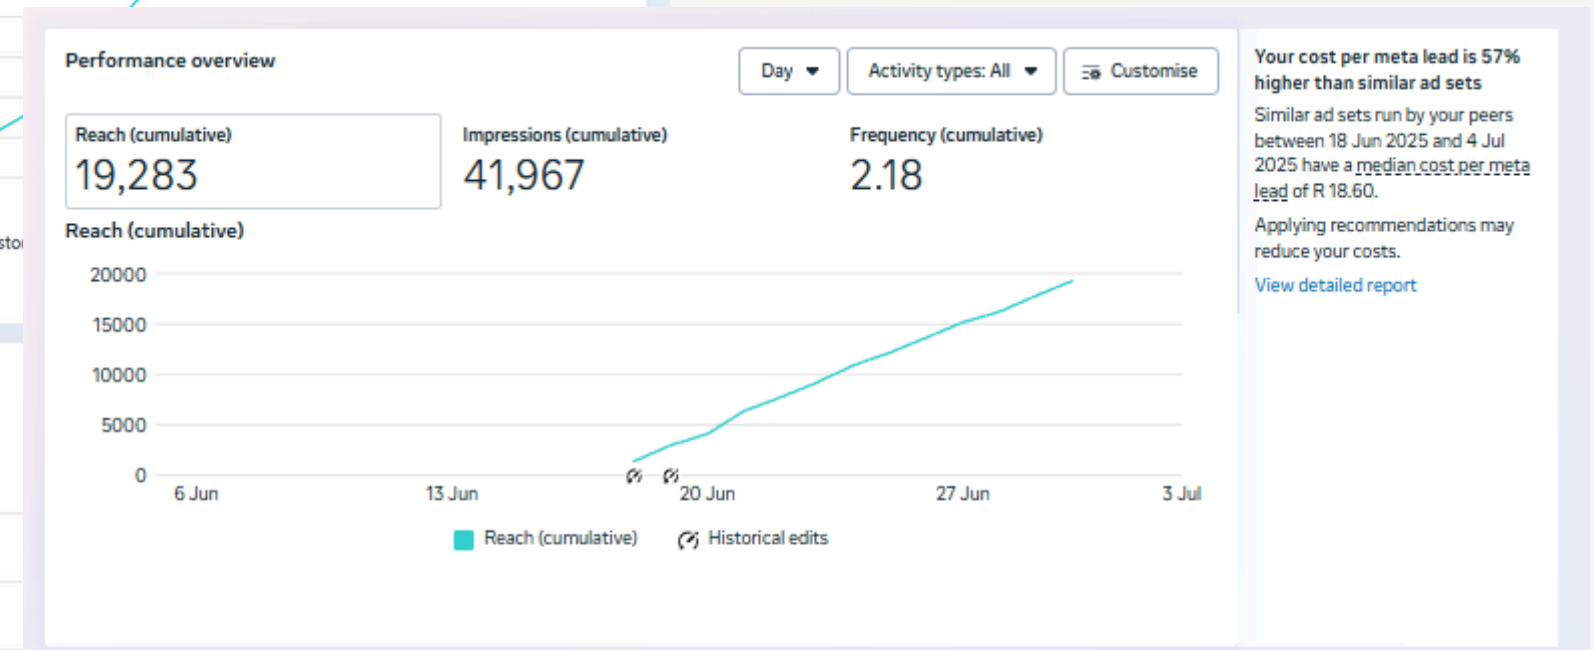 Performance overview
Day
Activity types: All
Customise
Reach (cumulative)
19,283
Impressions (cumulative)
41,967
Frequency (cumulative)
2.18
Reach (cumulative)
20000
15000
10000
5000
0
6 Jun
13 Jun
20 Jun
27 Jun
3 Jul
Reach (cumulative)
Historical edits
Your cost per meta lead is 57%
higher than similar ad sets
Similar ad sets run by your peers
between 18 Jun 2025 and 4 Jul
2025 have a median cost per meta
lead of R 18.60.
Applying recommendations may
reduce your costs.
View detailed report